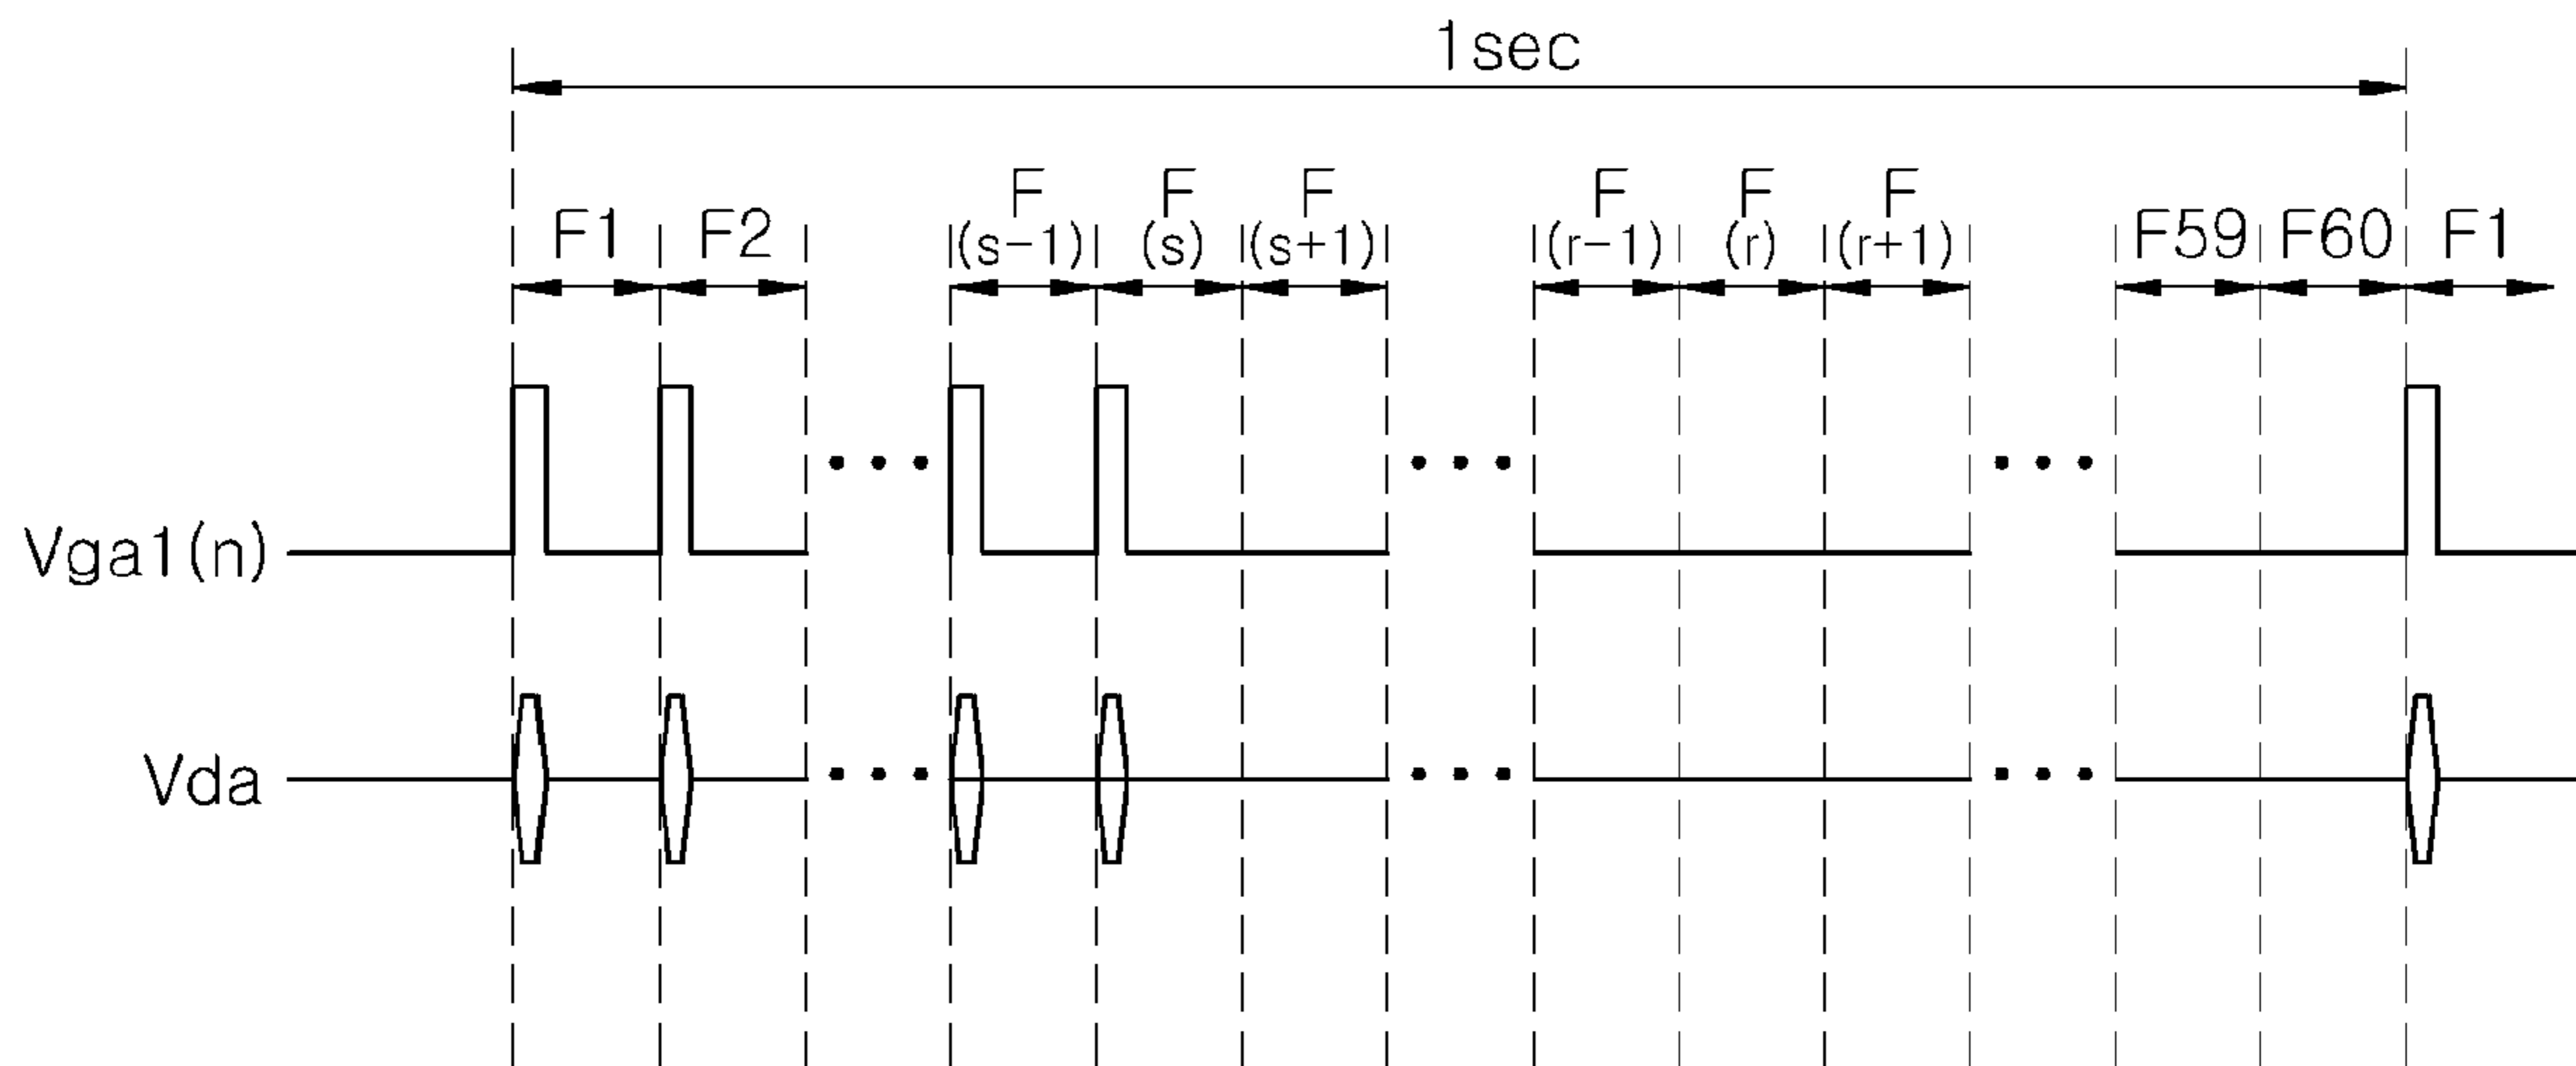 1sec
F1 F2 F (s-1) F (s) F (s+1) F (r-1) F (r) F (r+1) F59 F60 F1
Vga1(n)
Vda